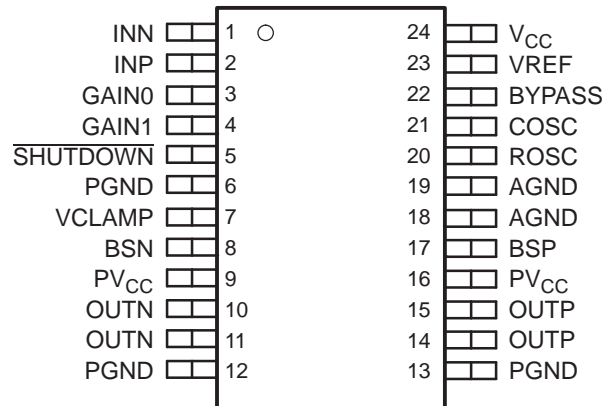 INN 1 24 VCC
INP 2 23 VREF
GAIN0 3 22 BYPASS
GAIN1 4 21 COSC
SHUTDOWN 5 20 ROSC
PGND 6 19 AGND
VCLAMP 7 18 AGND
BSN 8 17 BSP
PVCC 9 16 PVCC
OUTN 10 15 OUTP
OUTN 11 14 OUTP
PGND 12 13 PGND